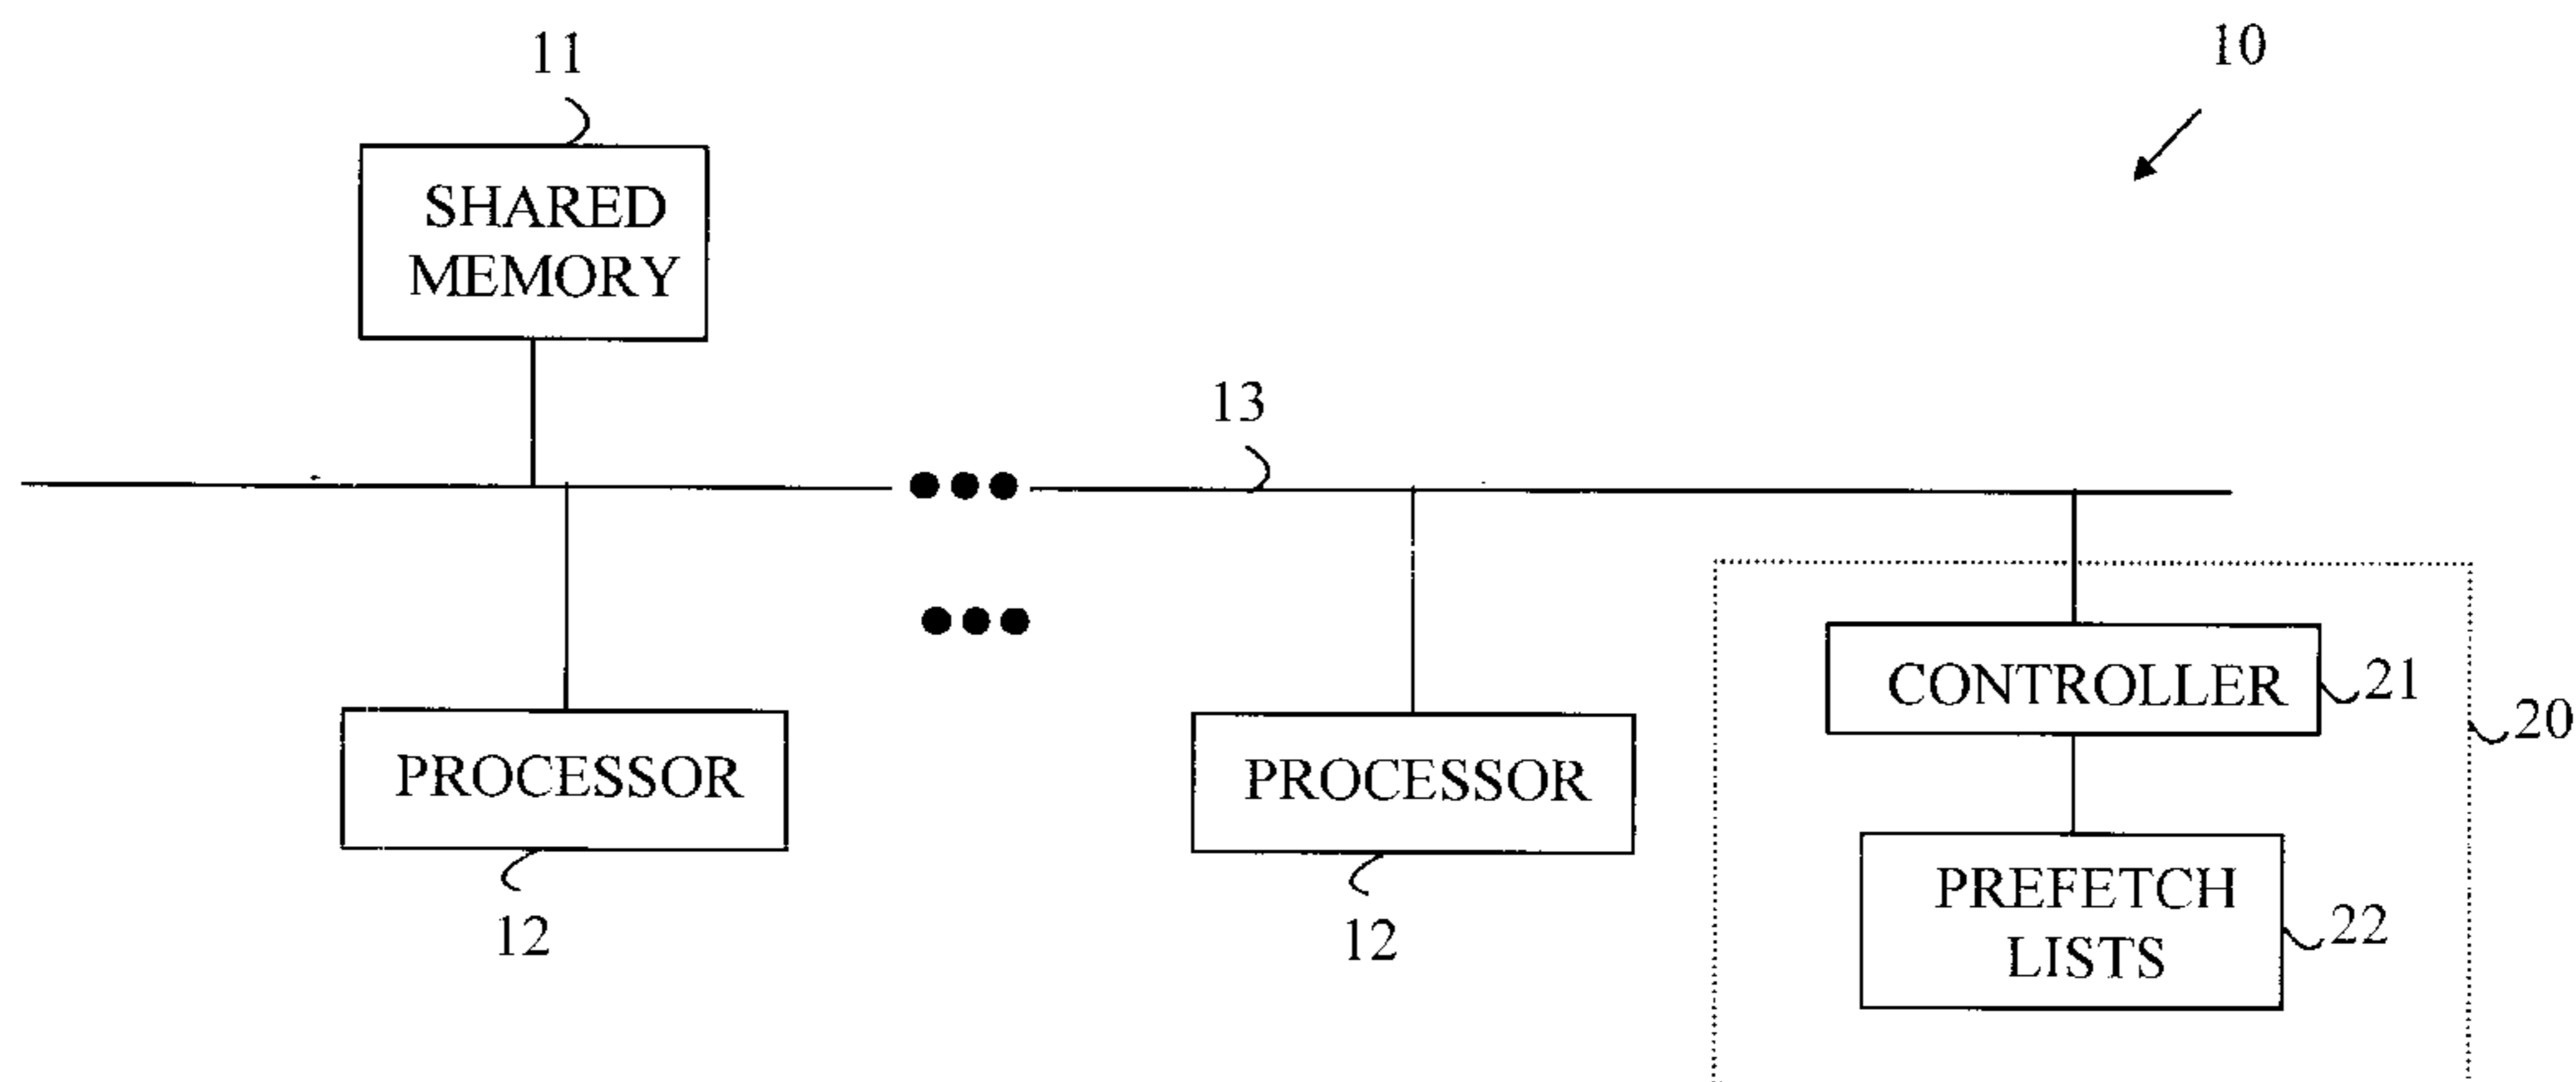 11
10
SHARED
MEMORY
13
CONTROLLER
21
20
PROCESSOR
PROCESSOR
PREFETCH
LISTS
22
12
12